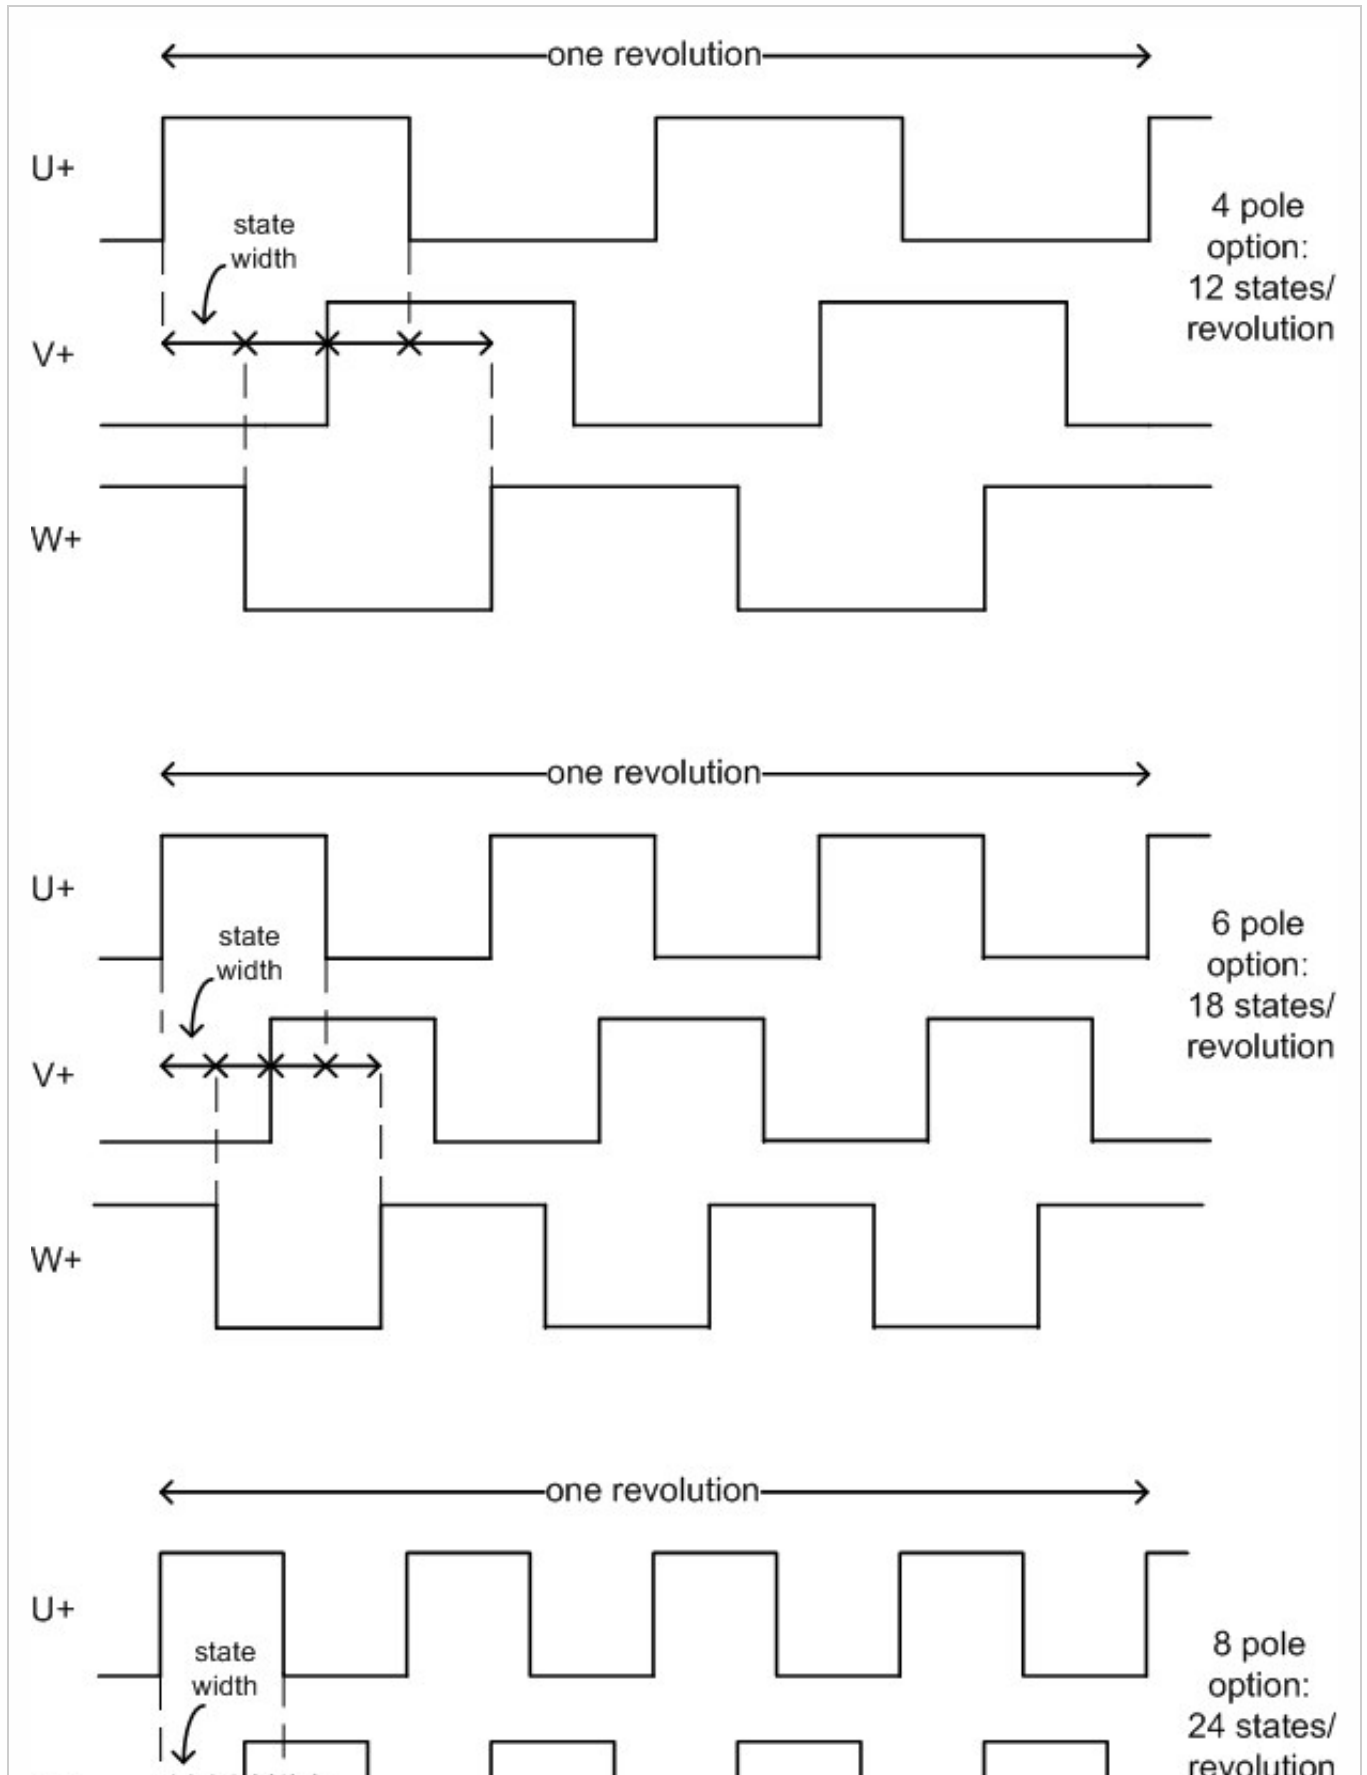 one revolution
U+
state
width
4 pole
option:
12 states/
revolution
V+
W+
one revolution
U+
state
width
6 pole
option:
18 states/
revolution
V+
W+
one revolution
U+
state
width
8 pole
option:
24 states/
revolution